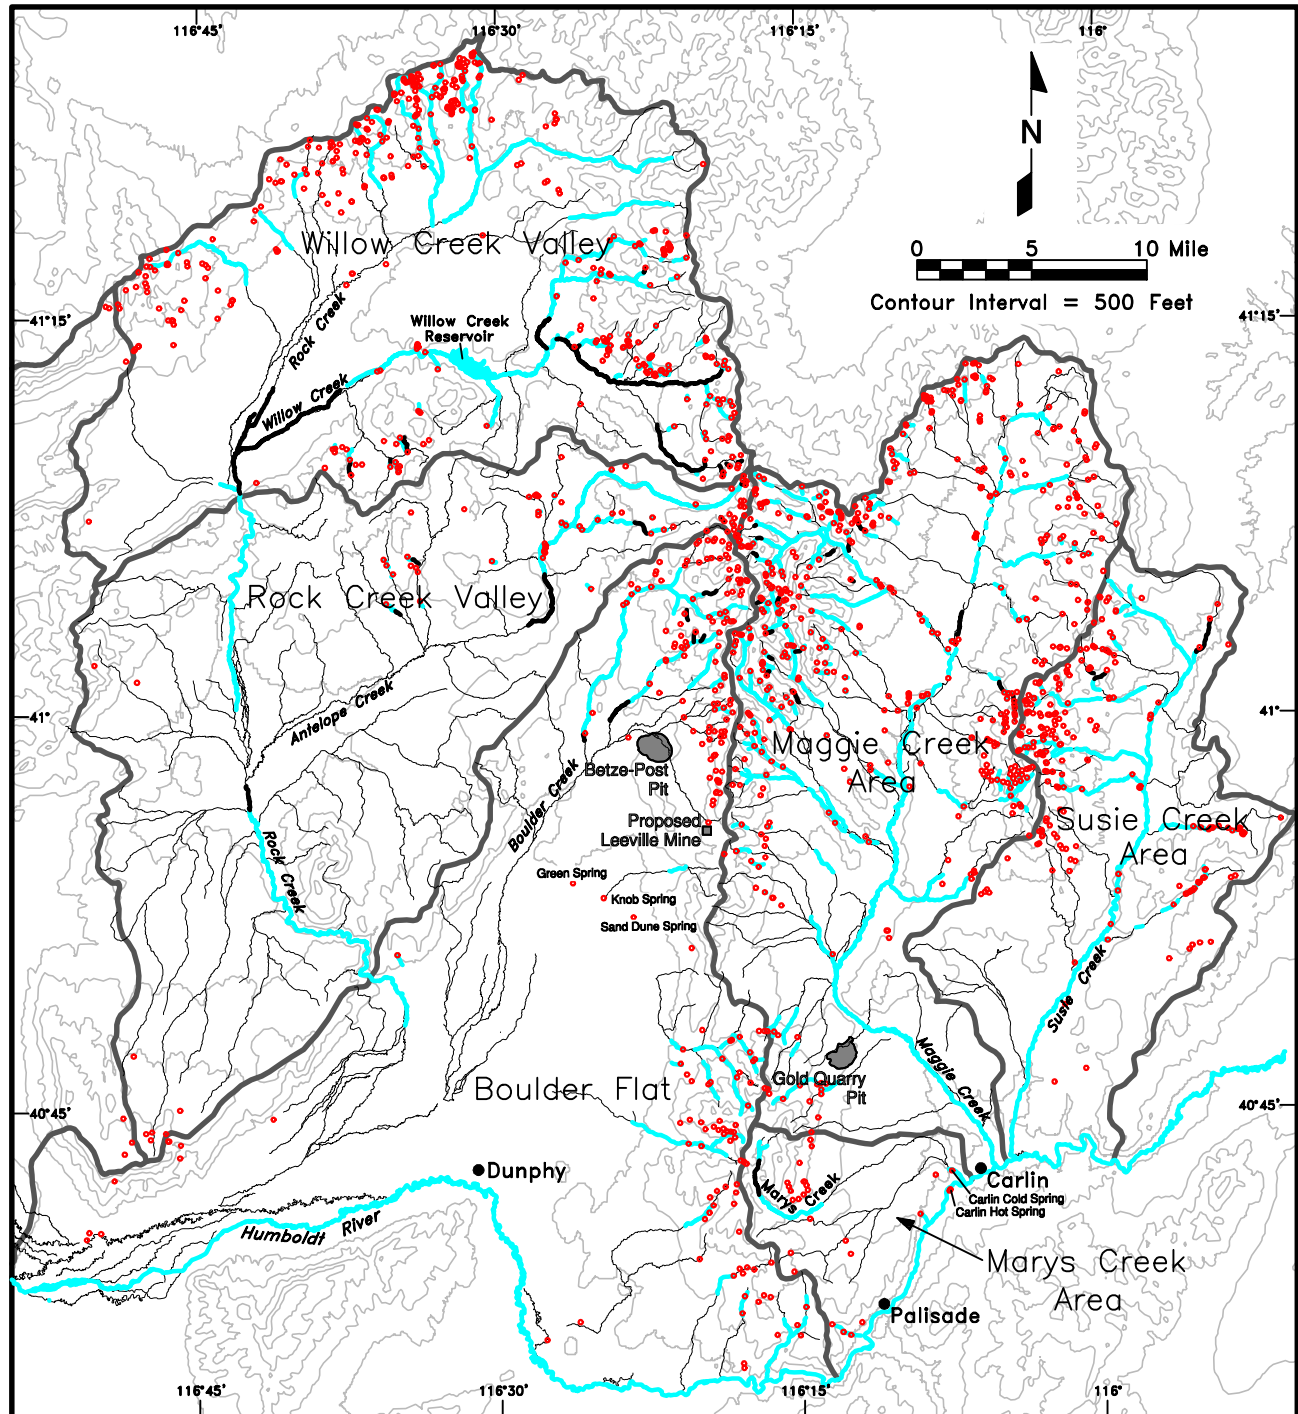 116°45'
116°30'
116°15'
116°
N
0 5 10 Mile
Contour Interval = 500 Feet
Willow Creek Valley
41°15'
41°15'
Rock Creek
Willow Creek
Reservoir
Willow Creek
Rock Creek Valley
Antelope Creek
41°
41°
Maggie Creek
Area
Betze-Post
Pit
Boulder Creek
Proposed
Leeville Mine
Susie Creek
Area
Rock Creek
Green Spring
Knob Spring
Sand Dune Spring
Susie Creek
Maggie Creek
Gold Quarry
Pit
Boulder Flat
40°45'
40°45'
Dunphy
Marys Creek
Carlin
Carlin Cold Spring
Carlin Hot Spring
Humboldt River
Marys Creek
Area
Palisade
116°45'
116°30'
116°15'
116°